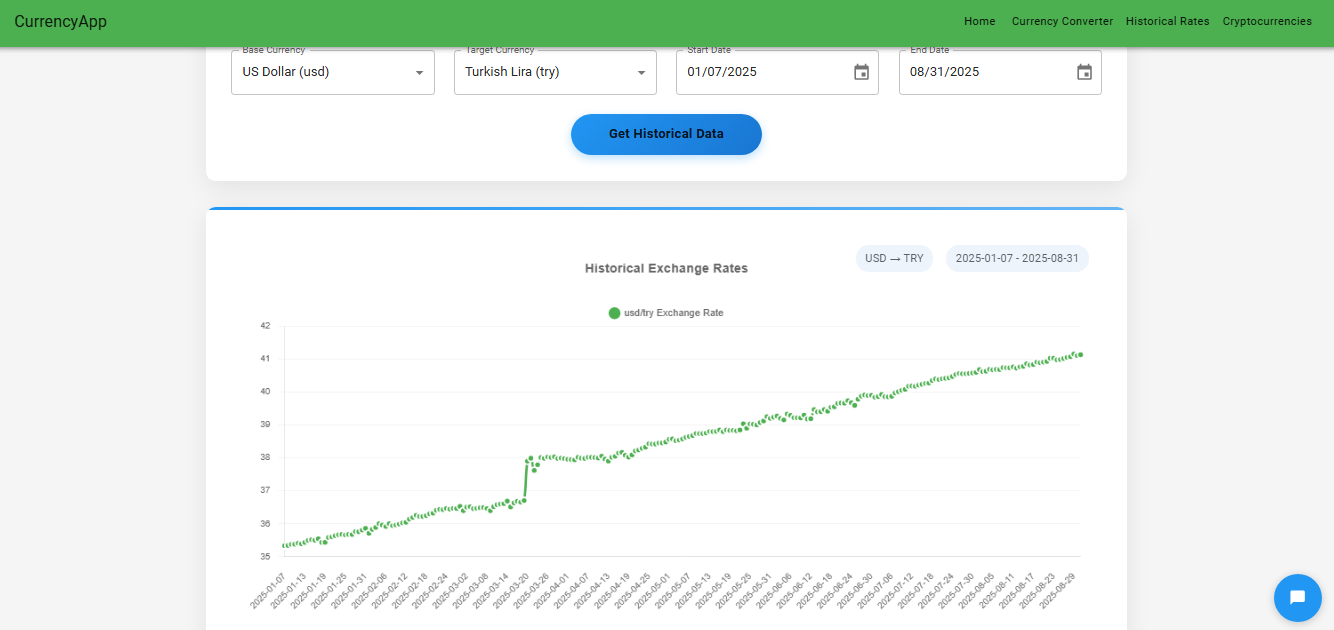 CurrencyApp
Home Currency Converter Historical Rates Cryptocurrencies
Base Currency Target Currency Start Date End Date
US Dollar (usd) Turkish Lira (try) 01/07/2025 08/31/2025
Get Historical Data
USD → TRY 2025-01-07 - 2025-08-31
Historical Exchange Rates
usd/try Exchange Rate
42
41
40
39
38
37
36
35
2025-01-07 2025-01-13 2025-01-19 2025-01-25 2025-01-31 2025-02-06 2025-02-12 2025-02-18 2025-02-24 2025-03-02 2025-03-08 2025-03-14 2025-03-20 2025-03-26 2025-04-01 2025-04-07 2025-04-13 2025-04-19 2025-04-25 2025-05-01 2025-05-07 2025-05-13 2025-05-19 2025-05-25 2025-05-31 2025-06-06 2025-06-12 2025-06-18 2025-06-24 2025-06-30 2025-07-06 2025-07-12 2025-07-18 2025-07-24 2025-07-30 2025-08-05 2025-08-11 2025-08-17 2025-08-23 2025-08-29